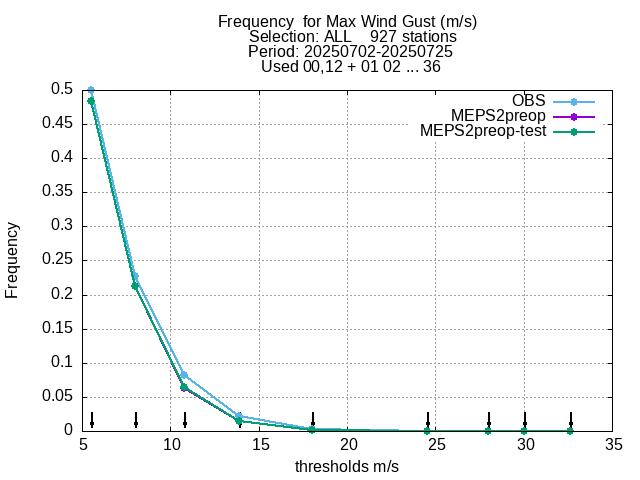 Frequency  for Max Wind Gust (m/s)
Selection: ALL    927 stations
Period: 20250702-20250725
Used 00,12 + 01 02 ... 36
OBS
MEPS2preop
MEPS2preop-test
0.5
0.45
0.4
0.35
0.3
0.25
0.2
0.15
0.1
0.05
0
Frequency
5 10 15 20 25 30 35
thresholds m/s